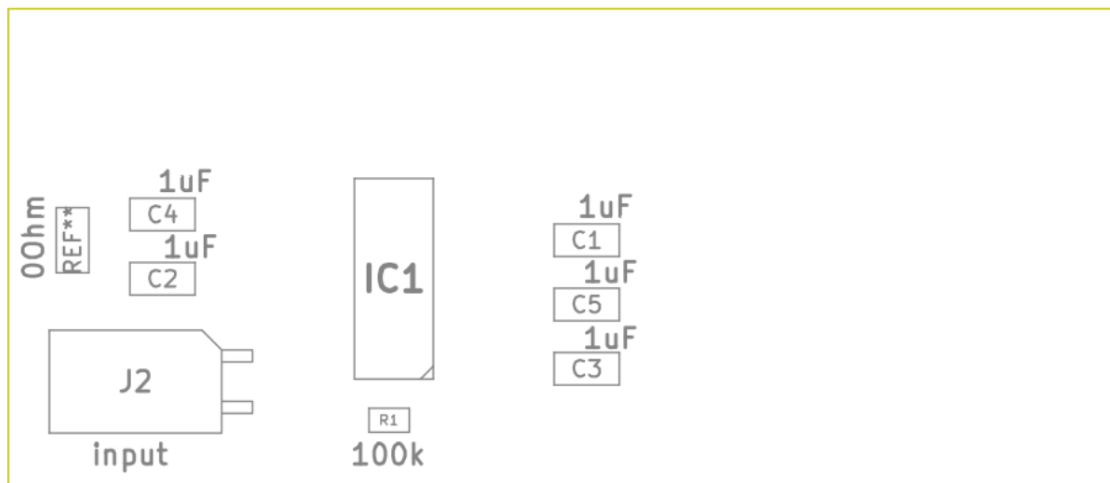 1uF
C4
0Ohm
REF**
1uF
C2
IC1
1uF
C1
1uF
C5
1uF
C3
J2
input
R1
100k